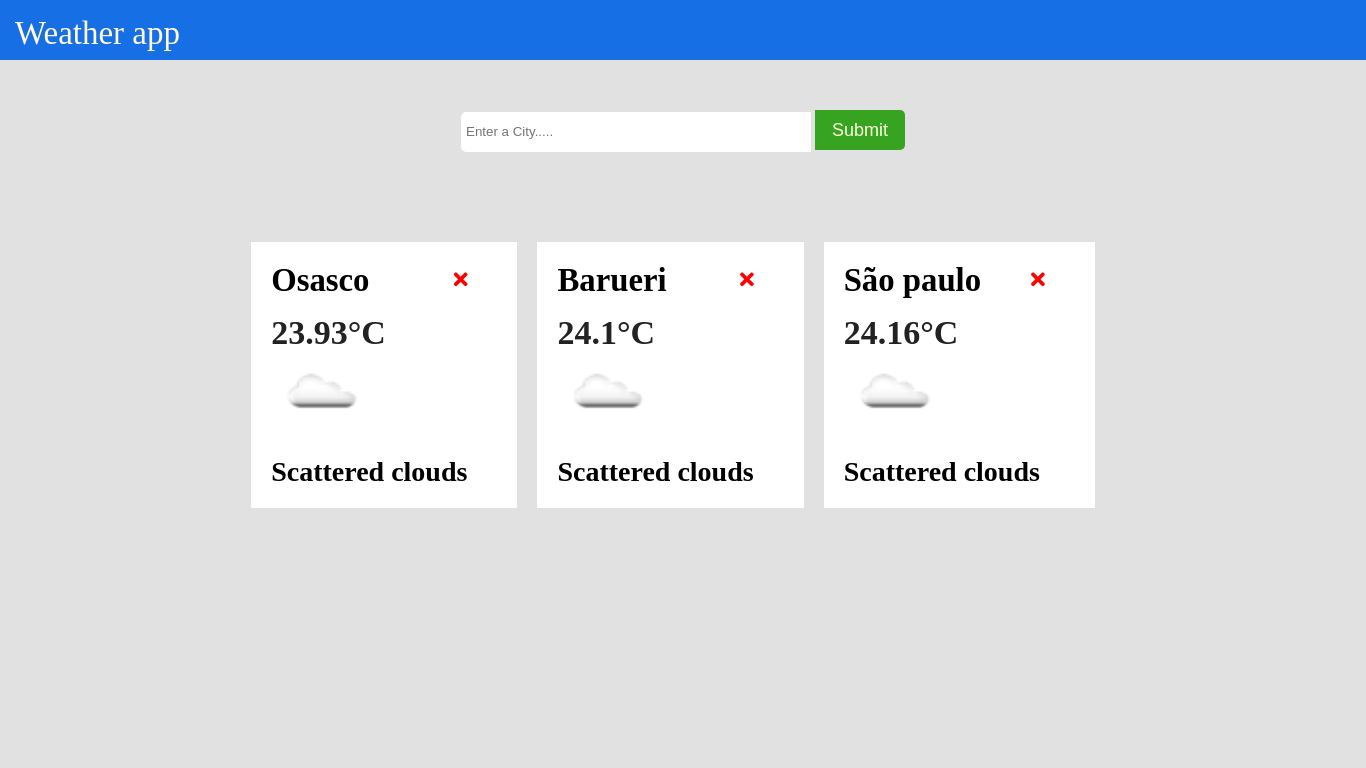 Weather app
Enter a City.....
Submit
Osasco
23.93°C
Scattered clouds
Barueri
24.1°C
Scattered clouds
São paulo
24.16°C
Scattered clouds